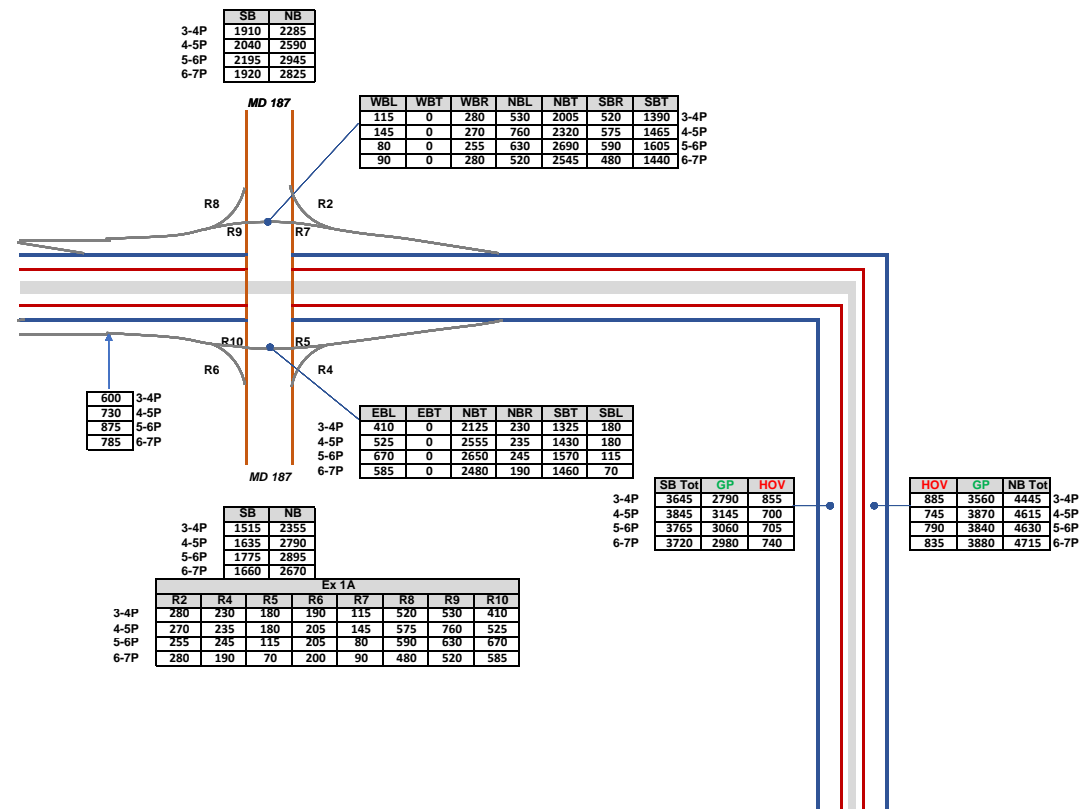 SB NB
3-4P 1910 2285
4-5P 2040 2590
5-6P 2195 2945
6-7P 1920 2825
MD 187
WBL WBT WBR NBL NBT SBR SBT
115 0 280 530 2005 520 1390 3-4P
145 0 270 760 2320 575 1465 4-5P
80 0 255 630 2690 590 1605 5-6P
90 0 280 520 2545 480 1440 6-7P
R8 R2
R9 R7
R10 R5
R6 R4
600 3-4P
730 4-5P
875 5-6P
785 6-7P
EBL EBT NBT NBR SBT SBL
3-4P 410 0 2125 230 1325 180
4-5P 525 0 2555 235 1430 180
5-6P 670 0 2650 245 1570 115
6-7P 585 0 2480 190 1460 70
MD 187
SB Tot GP HOV
3-4P 3645 2790 855
4-5P 3845 3145 700
5-6P 3765 3060 705
6-7P 3720 2980 740
HOV GP NB Tot
885 3560 4445 3-4P
745 3870 4615 4-5P
790 3840 4630 5-6P
835 3880 4715 6-7P
SB NB
3-4P 1515 2355
4-5P 1635 2790
5-6P 1775 2895
6-7P 1660 2670
Ex 1A
R2 R4 R5 R6 R7 R8 R9 R10
3-4P 280 230 180 190 115 520 530 410
4-5P 270 235 180 205 145 575 760 525
5-6P 255 245 115 205 80 590 630 670
6-7P 280 190 70 200 90 480 520 585